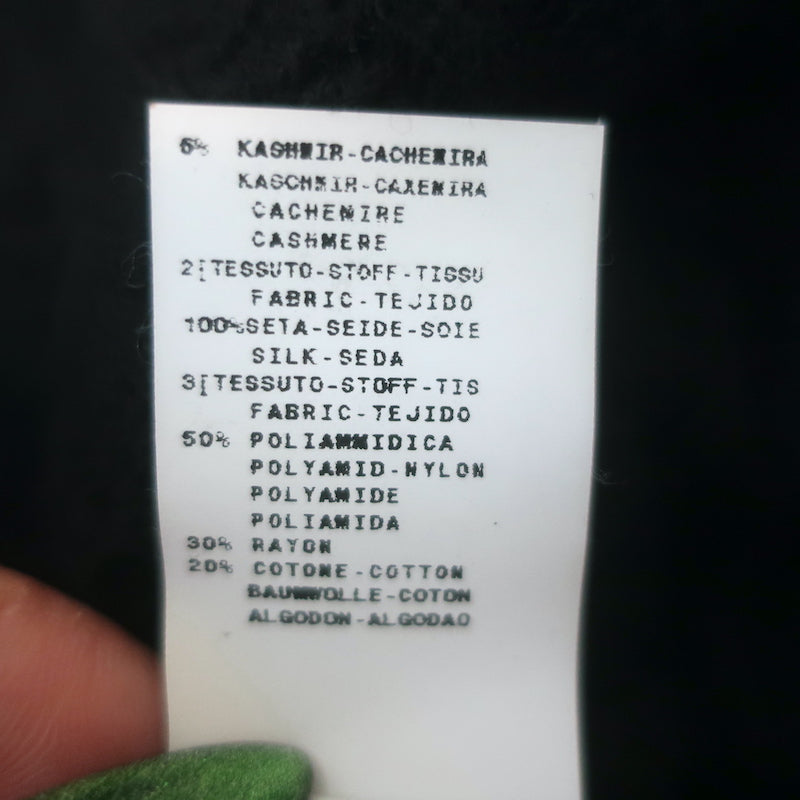 6% KASHMIR-CACHEMIRA
KASCHMIR-CAXEMIRA
CACHEMIRE
CASHMERE
2[TESSUTO-STOFF-TISSU
FABRIC-TEJIDO
100%SETA-SEIDE-SOIE
SILK-SEDA
3[TESSUTO-STOFF-TIS
FABRIC-TEJIDO
50% POLIAMMIDICA
POLYAMID-NYLON
POLYAMIDE
POLIAMIDA
30% RAYON
20% COTONE-COTTON
BAUMWOLLE-COTON
ALGODON-ALGODAO